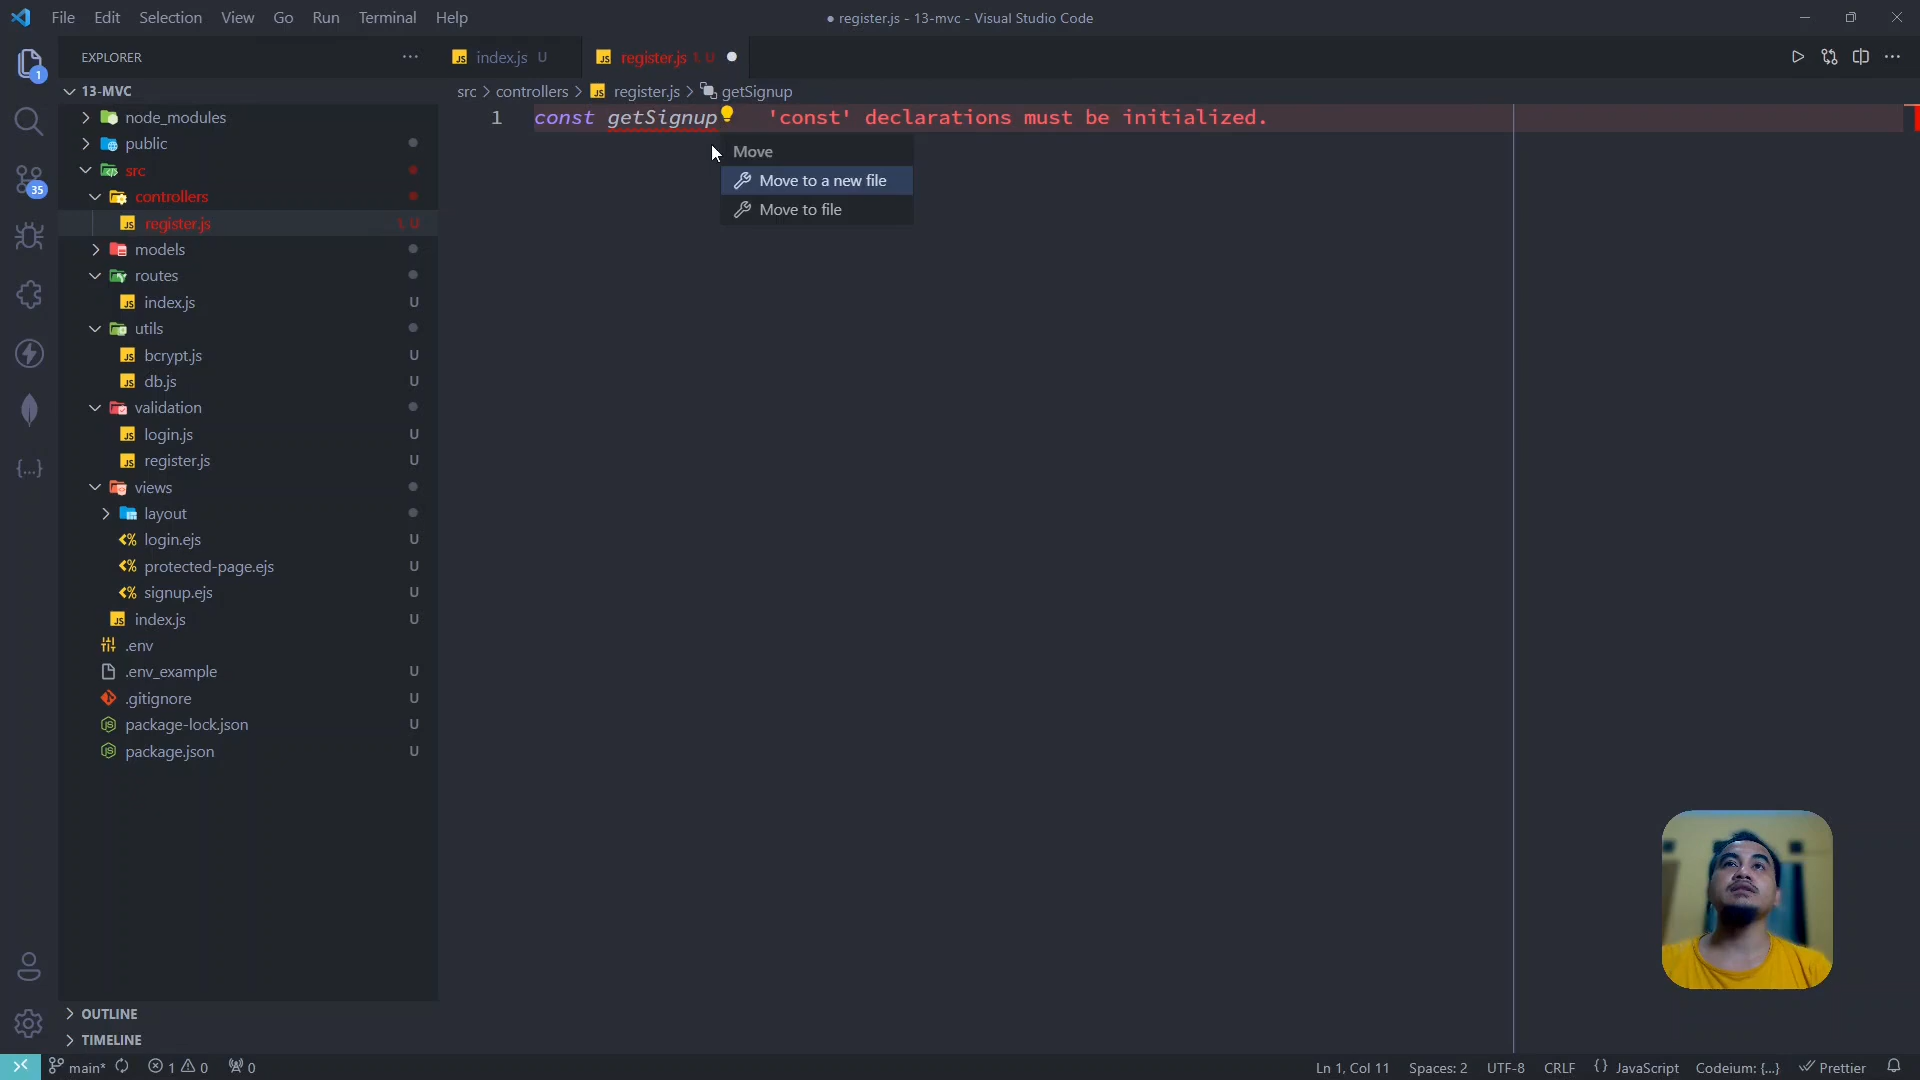 File Edit Selection View Go Run Terminal Help
● register.js - 13-mvc - Visual Studio Code
EXPLORER
index.js U
register.js 1, U
13-MVC
src > controllers > register.js > getSignup
node_modules
public
src
controllers
register.js 1, U
models
routes
index.js U
utils
bcrypt.js U
db.js U
validation
login.js U
register.js U
views
layout
login.ejs U
protected-page.ejs U
signup.ejs U
index.js U
.env
.env_example U
.gitignore U
package-lock.json U
package.json U
OUTLINE
TIMELINE
1
35
1 const getSignup 'const' declarations must be initialized.
Move
Move to a new file
Move to file
main* 1 0 0
Ln 1, Col 11 Spaces: 2 UTF-8 CRLF {} JavaScript Codeium: {...} Prettier